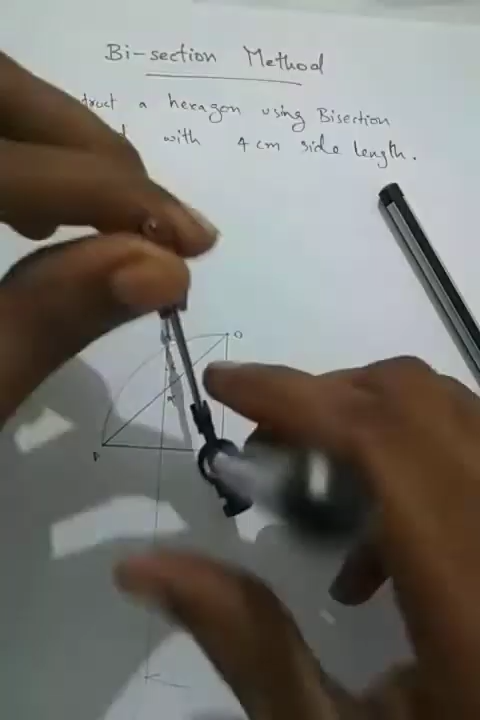 Bi-section Method
a hexagon using Bisection
with 4 cm side length.
O
P